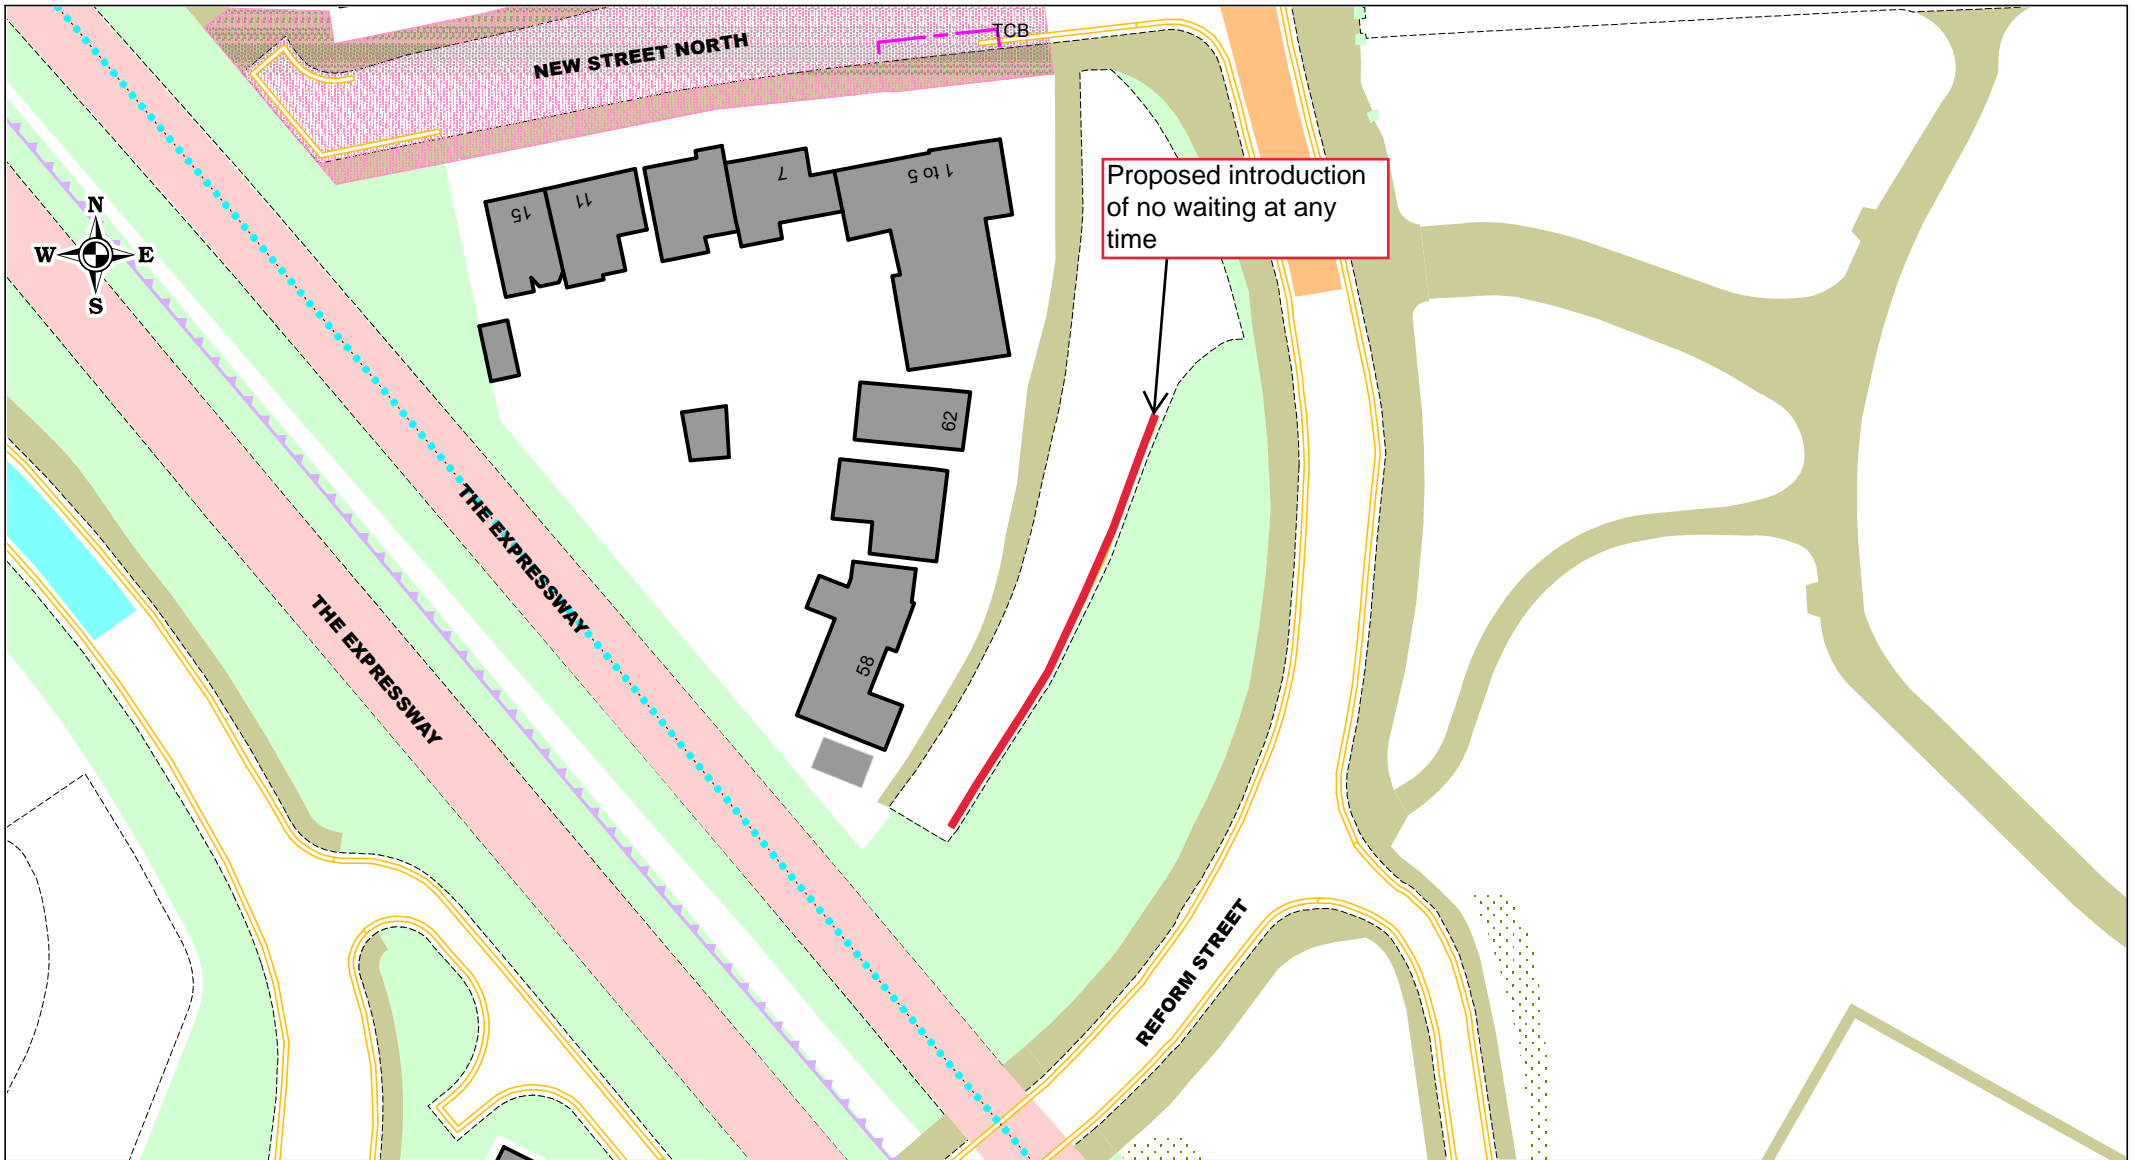 TCB
NEW STREET NORTH
15
11
7
1 to 5
Proposed introduction
of no waiting at any
time
N
W E
S
62
THE EXPRESSWAY
THE EXPRESSWAY
58
REFORM STREET